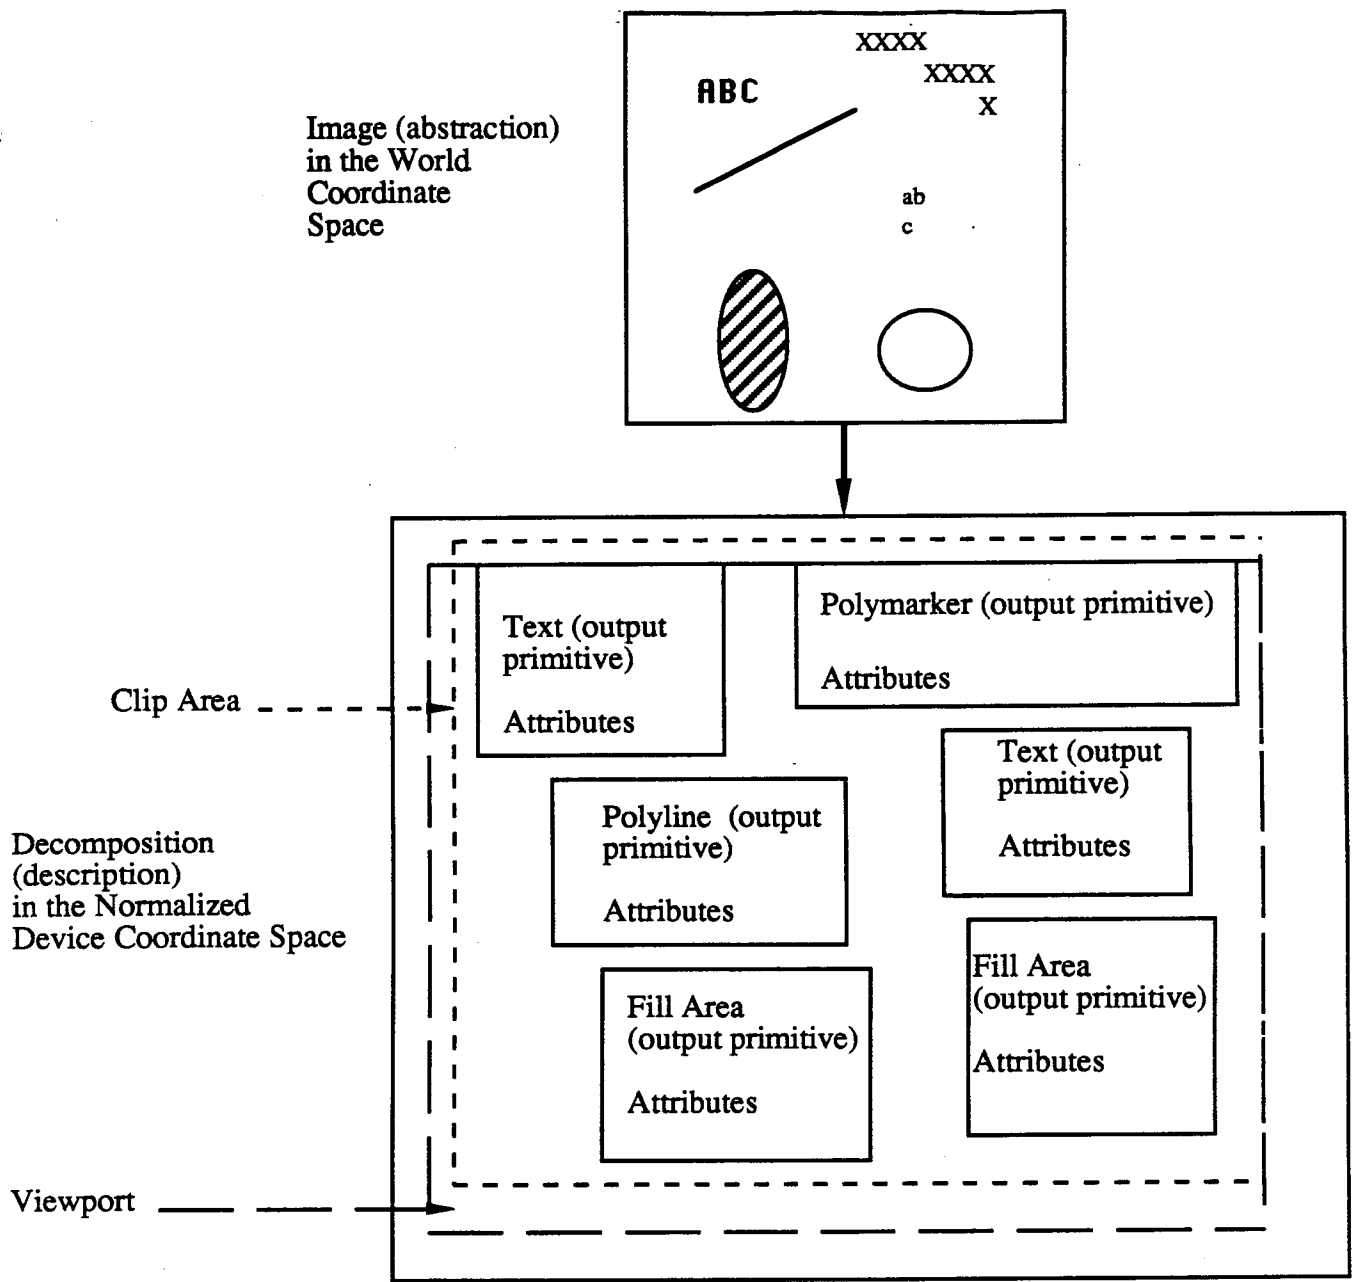 XXXX
XXXX
X
ABC
Image (abstraction)
in the World
Coordinate
Space
ab
c
Text (output
primitive)
Attributes
Polymarker (output primitive)
Attributes
Clip Area
Text (output
primitive)
Attributes
Polyline (output
primitive)
Attributes
Decomposition
(description)
in the Normalized
Device Coordinate Space
Fill Area
(output primitive)
Attributes
Fill Area
(output primitive)
Attributes
Viewport